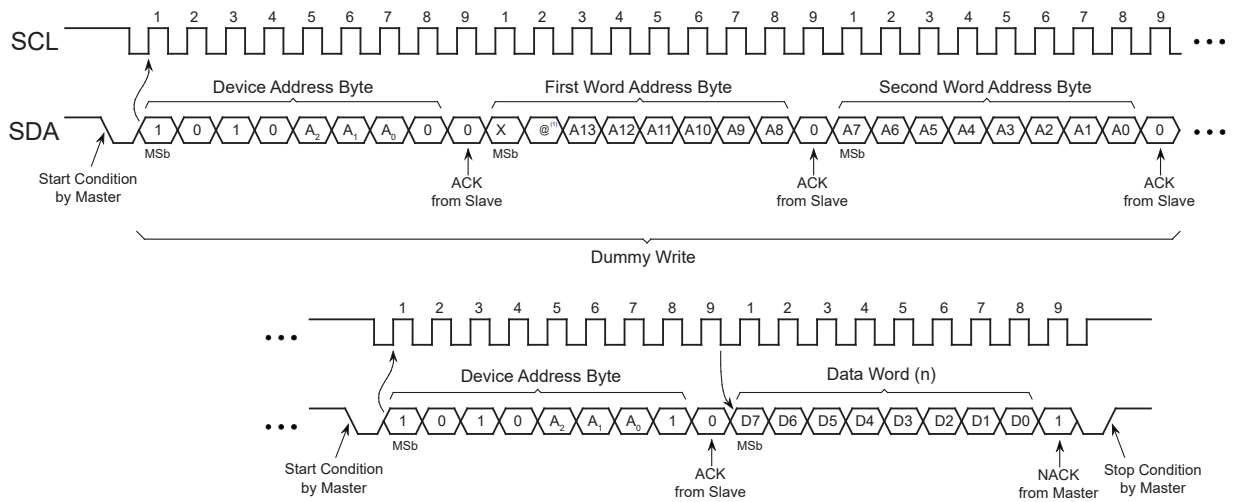 1 2 3 4 5 6 7 8 9 1 2 3 4 5 6 7 8 9 1 2 3 4 5 6 7 8 9
SCL
Device Address Byte First Word Address Byte Second Word Address Byte
SDA 1 0 1 0 A2 A1 A0 0 0 X @(1) A13 A12 A11 A10 A9 A8 0 A7 A6 A5 A4 A3 A2 A1 A0 0
MSb MSb MSb
Start Condition
by Master
ACK
from Slave
ACK
from Slave
ACK
from Slave
Dummy Write
1 2 3 4 5 6 7 8 9 1 2 3 4 5 6 7 8 9
Device Address Byte Data Word (n)
1 0 1 0 A2 A1 A0 1 0 D7 D6 D5 D4 D3 D2 D1 D0 1
MSb MSb
Start Condition
by Master
ACK
from Slave
NACK
from Master
Stop Condition
by Master